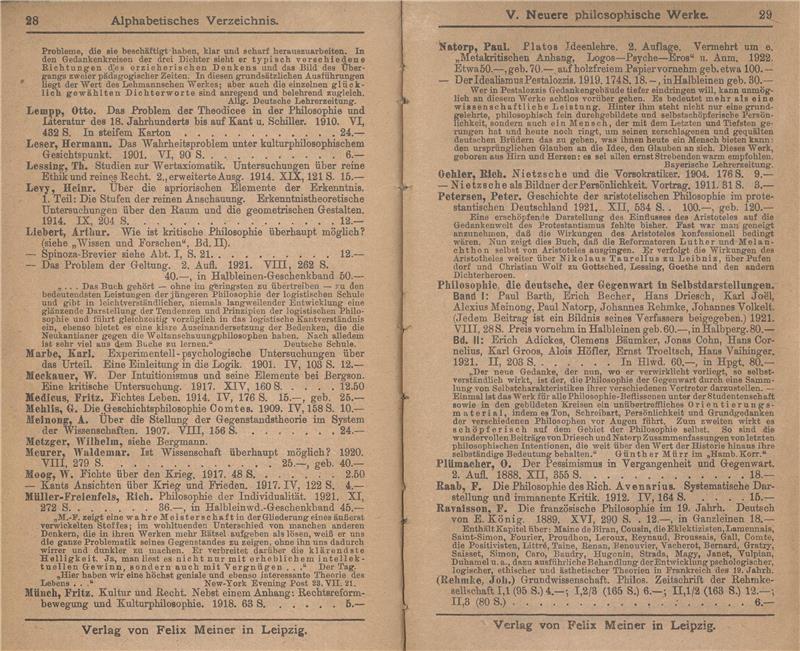 28 Alphabetisches Verzeichnis.
Probleme, die sie beschäftigt haben, klar und scharf herauszuarbeiten. In
den Gedankenkreisen der drei Dichter sieht er typisch verschiedene
Richtungen des erzieherischen Denkens und das Bild des Über-
gangs zweier pädagogischer Zeiten. In diesen grundsätzlichen Ausführungen
liegt der Wert des Lehmannschen Werkes; aber auch die einzelnen glück-
lich gewählten Dichterworte sind anregend und belehrend zugleich.
Allg. Deutsche Lehrerzeitung.
Lempp, Otto. Das Problem der Theodicee in der Philosophie und
Literatur des 18. Jahrhunderts bis auf Kant u. Schiller. 1910. VI,
432 S. In steifem Karton . . . . . . . . . . . 24.—
Leser, Hermann. Das Wahrheitsproblem unter kulturphilosophischem
Gesichtspunkt. 1901. VI, 90 S. . . . . . . . . . . 6.—
Lessing, Th. Studien zur Wertaxiomatik. Untersuchungen über reine
Ethik und reines Recht. 2., erweiterte Ausg. 1914. XIX, 121 S. 15.—
Levy, Heinr. Über die apriorischen Elemente der Erkenntnis.
1. Teil: Die Stufen der reinen Anschauung. Erkenntnistheoretische
Untersuchungen über den Raum und die geometrischen Gestalten.
1914. IX, 204 S. . . . . . . . . . . . . . 12.—
Liebert, Arthur. Wie ist kritische Philosophie überhaupt möglich?
(siehe „Wissen und Forschen", Bd. II).
— Spinoza-Brevier siehe Abt. I, S. 21. . . . . . . . . . 12.—
— Das Problem der Geltung. 2. Aufl. 1921. VIII, 262 S.
40.—, in Halbleinen-Geschenkband 50.—
„. . . Das Buch gehört — ohne im geringsten zu übertreiben — zu den
bedeutendsten Leistungen der jüngeren Philosophie der logistischen Schule
und gibt in leichtverständlicher, niemals langweilender Entwicklung eine
glänzende Darstellung der Tendenzen und Prinzipien der logistischen Philo-
sophie und führt gleichzeitig vorzüglich in das logistische Kantverständnis
ein, ebenso bietet es eine klare Auseinandersetzung der Bedenken, die die
Neukantianer gegen die Weltanschauungsphilosophen haben. Nach alledem
ist sehr viel aus dem Buche zu lernen." Deutsche Schule.
Marbe, Karl. Experimentell-psychologische Untersuchungen über
das Urteil. Eine Einleitung in die Logik. 1901. IV, 103 S. 12.—
Meckauer, W. Der Intuitionismus und seine Elemente bei Bergson.
Eine kritische Untersuchung. 1917. XIV, 160 S. . . . . . 12.50
Medicus, Fritz. Fichtes Leben. 1914. IV, 176 S. 15.—, geb. 25.—
Mehlis, G. Die Geschichtsphilosophie Comtes. 1909. IV, 158 S. 10.—
Meinong, A. Über die Stellung der Gegenstandstheorie im System
der Wissenschaften. 1907. VIII, 156 S. . . . . . . . . 24.—
Metzger, Wilhelm, siehe Bergmann.
Meurer, Waldemar. Ist Wissenschaft überhaupt möglich? 1920.
VIII, 279 S. . . . . . . . . . . . 25.—, geb. 40.—
Moog, W. Fichte über den Krieg. 1917. 48 S. . . . . . . 2.50
— Kants Ansichten über Krieg und Frieden. 1917. IV, 122 S. 4.—
Müller-Freienfels, Rich. Philosophie der Individualität. 1921. XI,
272 S. . . . . . . . 36.—, in Halbleinwd.-Geschenkband 45.—
„M.-F. zeigt eine wahre Meisterschaft in der Gliederung eines äußerst
verwickelten Stoffes; im wohltuenden Unterschied von manchen anderen
Denkern, die in ihren Werken mehr Rätsel aufgeben als lösen, weiß er uns
die ganze Problematik seines Gegenstandes zu zeigen, ohne ihn uns dadurch
wirrer und dunkler zu machen. Er verbreitet darüber die klärendste
Helligkeit. Ja, man liest es nicht nur mit erheblichem intellek-
tuellen Gewinn, sondern auch mit Vergnügen . . ." Der Tag.
„Hier haben wir eine höchst geniale und ebenso interessante Theorie des
Lebens . . ." New-York Evening Post 23. VII. 21.
Münch, Fritz. Kultur und Recht. Nebst einem Anhang: Rechtsreform-
bewegung und Kulturphilosophie. 1918. 63 S. . . . . . . 5.—
Verlag von Felix Meiner in Leipzig.
V. Neuere philosophische Werke. 29
Natorp, Paul. Platos Ideenlehre. 2. Auflage. Vermehrt um e.
„Metakritischen Anhang, Logos—Psyche—Eros" u. Anm. 1922.
Etwa 50.—, geb. 70.—, auf holzfreiem Papier vornehm geb. etwa 100.—
— Der Idealismus Pestalozzis. 1919. 174 S. 18.—, in Halbleinen geb. 30.—
Wer in Pestalozzis Gedankengebäude tiefer eindringen will, kann unmög-
lich an diesem Werke achtlos vorüber gehen. Es bedeutet mehr als eine
wissenschaftliche Leistung. Hinter ihm steht nicht nur eine grund-
gelehrte, philosophisch fein durchgebildete und selbstschöpferische Persön-
lichkeit, sondern auch ein Mensch, der mit dem Letzten und Tiefsten ge-
rungen hat und heute noch ringt, um seinen zerschlagenen und gequälten
deutschen Brüdern das zu geben, was ihnen heute ein Mensch bieten kann:
den ursprünglichen Glauben an die Idee, den Glauben an sich. Dieses Werk,
geboren aus Hirn und Herzen: es sei allen ernst Strebenden warm empfohlen.
Bayerische Lehrerzeitung.
Oehler, Rich. Nietzsche und die Vorsokratiker. 1904. 176 S. 9.—
— Nietzsche als Bildner der Persönlichkeit. Vortrag. 1911. 31 S. 3.—
Petersen, Peter. Geschichte der aristotelischen Philosophie im prote-
stantischen Deutschland 1921. XII, 534 S. . 100.—, geb. 120.—
Eine erschöpfende Darstellung des Einflusses des Aristoteles auf die
Gedankenwelt des Protestantismus fehlte bisher. Fast war man geneigt
anzunehmen, daß die Wirkungen des Aristoteles konfessionell bedingt
wären. Nun zeigt dies Buch, daß die Reformatoren Luther und Melan-
chthon selbst von Aristoteles ausgingen. Er verfolgt die Wirkungen des
Aristotheles weiter über Nikolaus Taurellus zu Leibniz, über Pufen
dorf und Christian Wolf zu Gottsched, Lessing, Goethe und den andern
Dichterheroen.
Philosophie, die deutsche, der Gegenwart in Selbstdarstellungen.
Band I: Paul Barth, Erich Becher, Hans Driesch, Karl Joël,
Alexius Meinong, Paul Natorp, Johannes Rehmke, Johannes Volkelt.
(Jedem Beitrag ist ein Bildnis seines Verfassers beigegeben.) 1921.
VIII, 28 S. Preis vornehm in Halbleinen geb. 60.—, in Halbperg. 80.—
Bd. II: Erich Adickes, Clemens Bäumker, Jonas Cohn, Hans Cor-
nelius, Karl Groos, Alois Höfler, Ernst Troeltsch, Hans Vaihinger.
1921. II, 203 S. . . . . . . In Hlwd. 60.—, in Hpgt. 80.—
„Der neue Gedanke, der nun, wo er verwirklicht vorliegt, so selbst-
verständlich wirkt, ist der, die Philosophie der Gegenwart durch eine Samm-
lung von Selbstcharakteristiken ihrer verschiedenen Vertreter darzustellen. —
Einmal ist das Werk für alle Philosophie-Beflissenen unter der Studentenschaft
sowie in den gebildeten Kreisen ein unübertreffliches Orientierungs-
material, indem es Ton, Schreibart, Persönlichkeit und Grundgedanken
der verschiedenen Philosophen vor Augen führt. Zum zweiten wirkt es
schöpferisch auf dem Gebiet der Philosophie selbst. So sind die
wundervollen Beiträge von Driesch und Natorp Zusammenfassungen von letzten
philosophischen Intentionen, die weit über den Wert der Historie hinaus ihre
selbständige Bedeutung behalten." Günther Mürr im „Hamb. Korr."
Plümacher, O. Der Pessimismus in Vergangenheit und Gegenwart.
2. Aufl. 1888. XII, 355 S. . . . . . . . . . . 18.—
Raab, F. Die Philosophie des Rich. Avenarius. Systematische Dar-
stellung und immanente Kritik. 1912. IV, 164 S. . . . . 15.—
Ravaisson, F. Die französische Philosophie im 19. Jahrh. Deutsch
von E. König. 1889. XVI, 290 S. . 12.—, in Ganzleinen 18.—
Enthält Kapitel über: Maine de Biran, Cousin, die Eklektizisten, Lamennais,
Saint-Simon, Fourier, Proudhon, Leroux, Reynaud, Broussais, Gall, Comte,
die Positivisten, Littré, Taine, Renan, Renouvier, Vacherot, Bernard, Gratry,
Saisset, Simon, Caro, Baudry, Hugonin, Strada, Magy, Janet, Vulpian,
Duhamel u. a., dazu ausführliche Behandlung der Entwicklung psychologischer,
logischer, ethischer und ästhetischer Theorien in Frankreich des 19. Jahrh.
(Rehmke, Joh.) Grundwissenschaft. Philos. Zeitschrift der Rehmke-
sellschaft I,1 (95 S.) 4.—; I,2/3 (165 S.) 6.—; II,1/2 (163 S.) 12.—;
II,3 (80 S.) . . . . . . . . . . . . . . 6.—
Verlag von Felix Meiner in Leipzig.